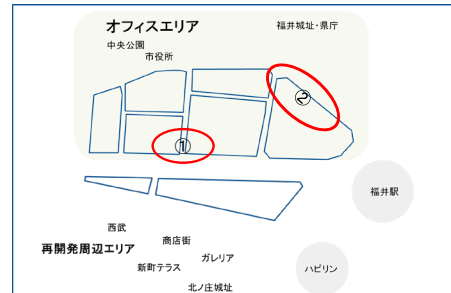 オフィスエリア
福井城址・県庁
中央公園
市役所
②
①
福井駅
西武
商店街
再開発周辺エリア
ガレリア
新町テラス
ハピリン
北ノ庄城址